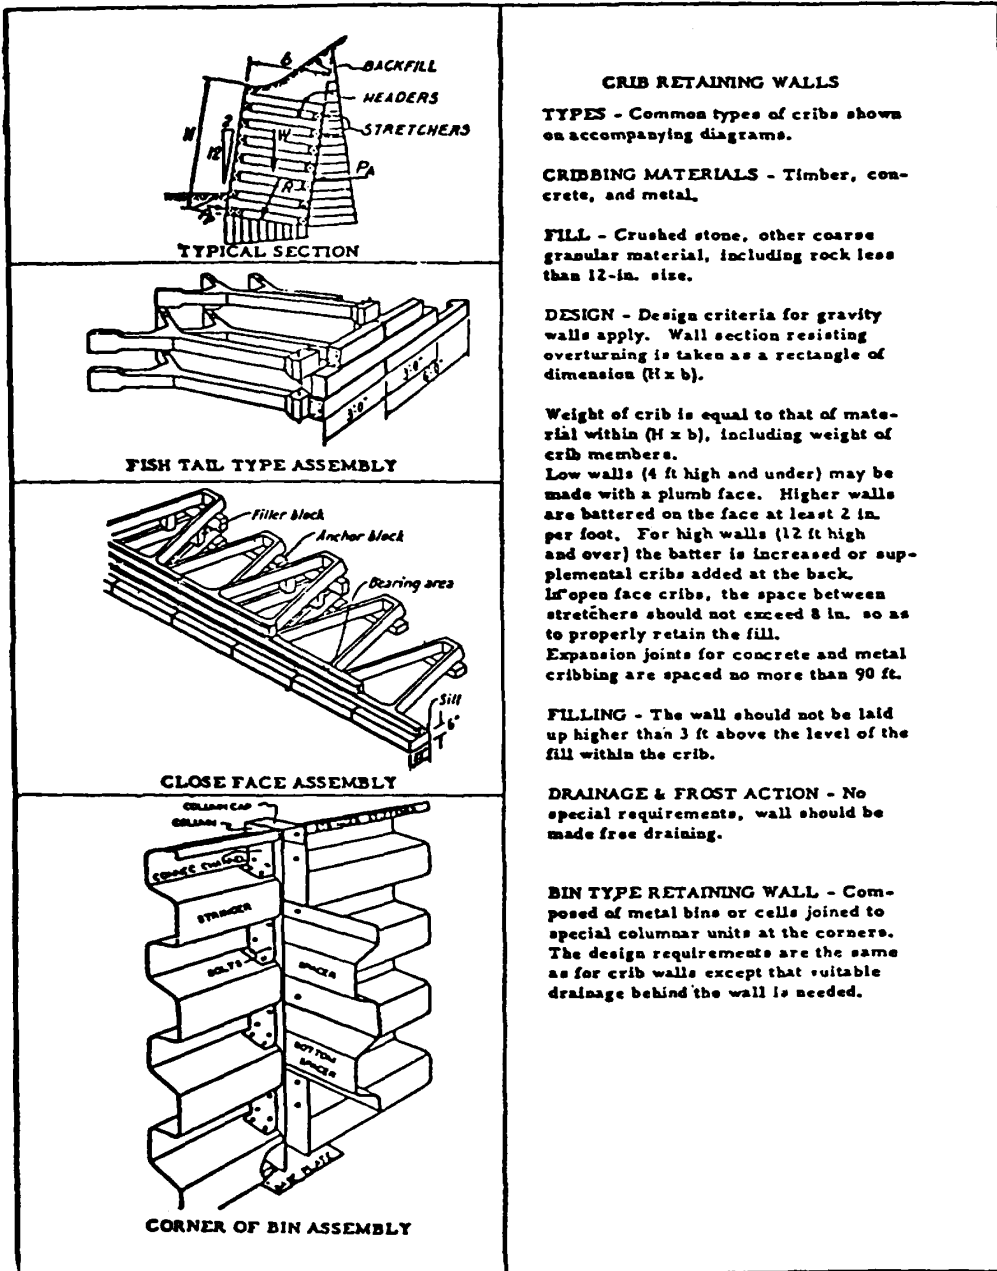 b
BACKFILL
HEADERS
STRETCHERS
H
2
12
W
R
PA
TYPICAL SECTION
3'0"
3'0"
6'6"
FISH TAIL TYPE ASSEMBLY
Filler block
Anchor block
Bearing area
Sill
6"
CLOSE FACE ASSEMBLY
COLUMN CAP
COLUMN
STRINGER
BOLTS
SPACER
BOTTOM
SPACER
PLATE
CORNER OF BIN ASSEMBLY
CRIB RETAINING WALLS
TYPES - Common types of cribs shown
on accompanying diagrams.
CRIBBING MATERIALS - Timber, con-
crete, and metal.
FILL - Crushed stone, other coarse
granular material, including rock less
than 12-in. size.
DESIGN - Design criteria for gravity
walls apply. Wall section resisting
overturning is taken as a rectangle of
dimension (H x b).
Weight of crib is equal to that of mate-
rial within (H x b), including weight of
crib members.
Low walls (4 ft high and under) may be
made with a plumb face. Higher walls
are battered on the face at least 2 in.
per foot. For high walls (12 ft high
and over) the batter is increased or sup-
plemental cribs added at the back.
In open face cribs, the space between
stretchers should not exceed 8 in. so as
to properly retain the fill.
Expansion joints for concrete and metal
cribbing are spaced no more than 90 ft.
FILLING - The wall should not be laid
up higher than 3 ft above the level of the
fill within the crib.
DRAINAGE & FROST ACTION - No
special requirements, wall should be
made free draining.
BIN TYPE RETAINING WALL - Com-
posed of metal bins or cells joined to
special columnar units at the corners.
The design requirements are the same
as for crib walls except that suitable
drainage behind the wall is needed.